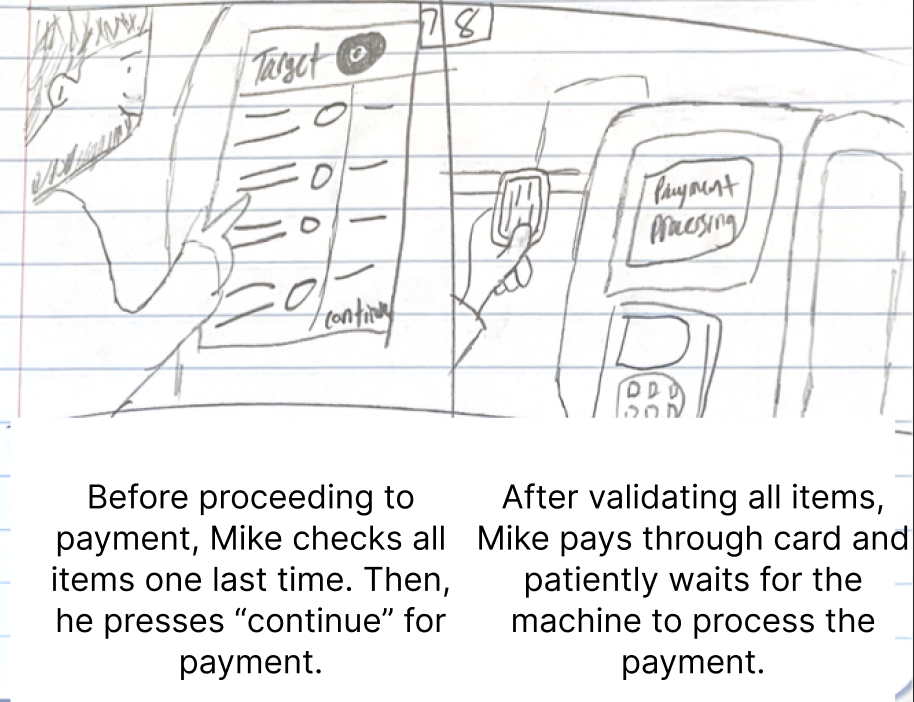 7
8
Target
continue
Payment
Processing
Before proceeding to
payment, Mike checks all
items one last time. Then,
he presses “continue” for
payment.
After validating all items,
Mike pays through card and
patiently waits for the
machine to process the
payment.